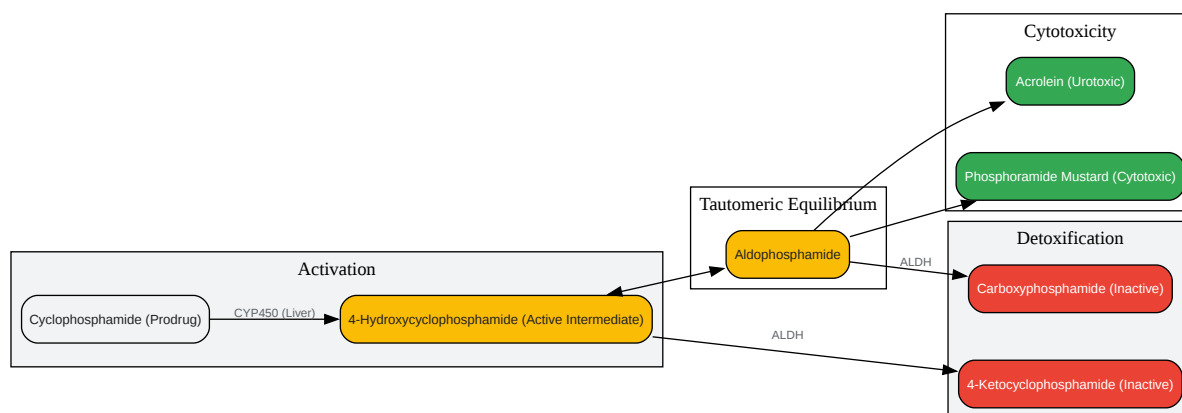 Cytotoxicity
Acrolein (Urotoxic)
Phosphoramide Mustard (Cytotoxic)
Tautomeric Equilibrium
Aldophosphamide
ALDH
Detoxification
Carboxyphosphamide (Inactive)
Activation
Cyclophosphamide (Prodrug)
CYP450 (Liver)
4-Hydroxycyclophosphamide (Active Intermediate)
ALDH
4-Ketocyclophosphamide (Inactive)